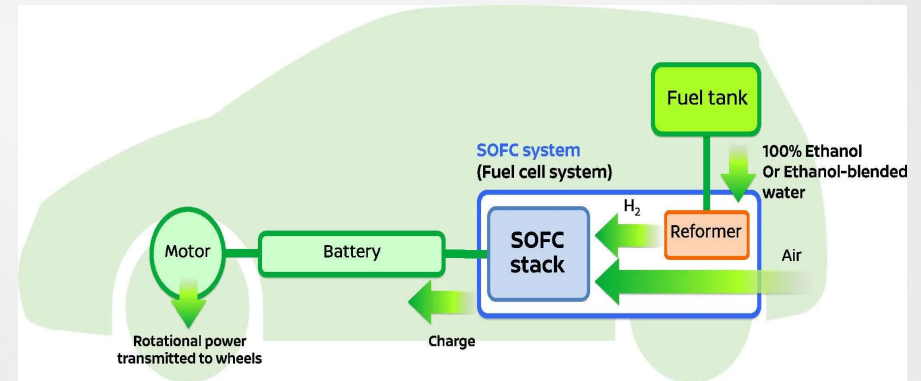 Fuel tank
SOFC system
(Fuel cell system)
100% Ethanol
Or Ethanol-blended
water
H₂
Reformer
SOFC
stack
Air
Motor
Battery
Rotational power
transmitted to wheels
Charge